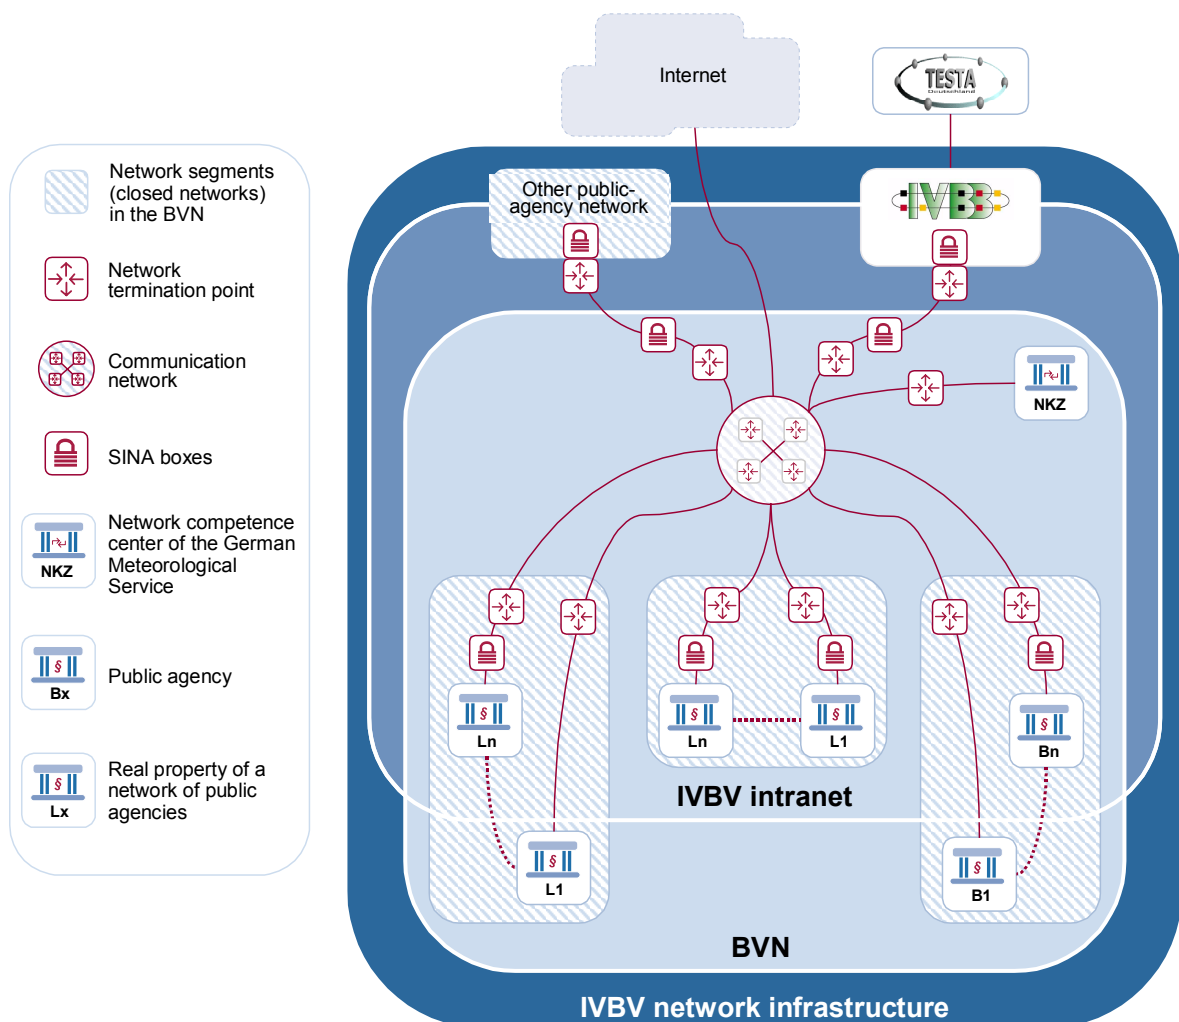 Internet
TESTA
Deutschland
Network segments
(closed networks)
in the BVN
Network
termination point
Communication
network
SINA boxes
Network competence
center of the German
Meteorological
Service
NKZ
Public agency
Bx
Real property of a
network of public
agencies
Lx
Other public-
agency network
IVBB
NKZ
Ln
L1
Ln
L1
Bn
B1
IVBV intranet
BVN
IVBV network infrastructure
§
§
§
§
§
§
§
§